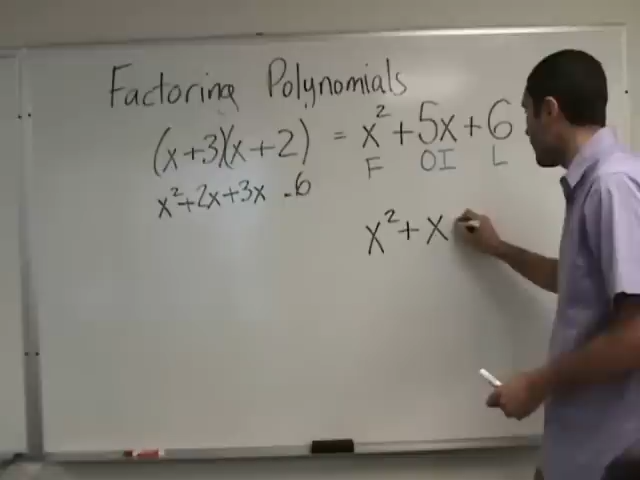 Factoring Polynomials
(x+3)(x+2) = x²+5x+6
F OI L
x²+2x+3x .6
x²+x